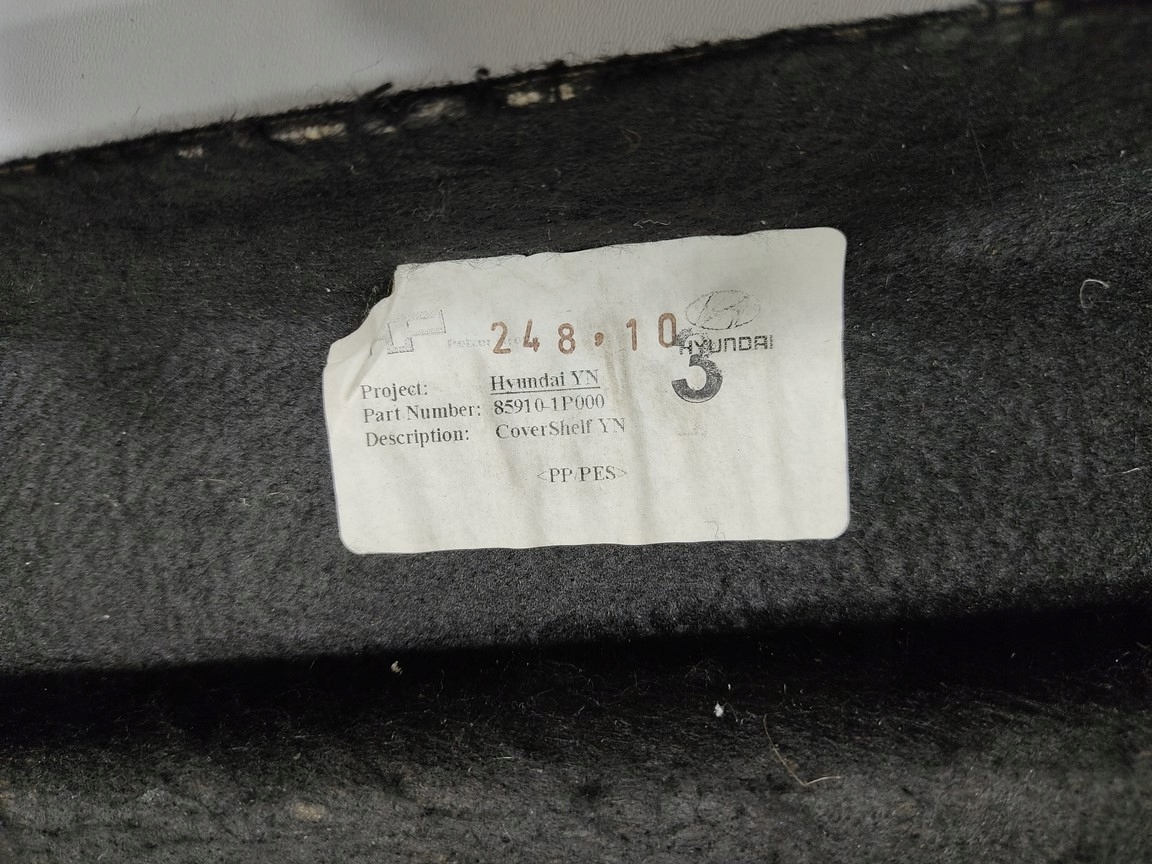 248.10
HYUNDAI
3
Project: Hyundai YN
Part Number: 85910-1P000
Description: CoverShelf YN
<PP/PES>